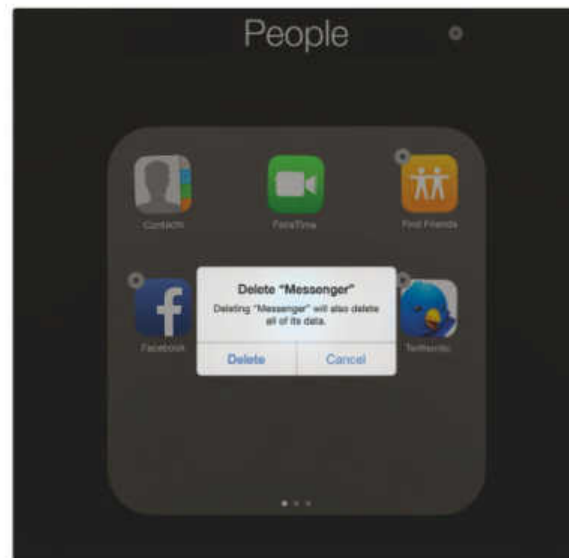 People
Contacts
FaceTime
Find Friends
Delete “Messenger”
Deleting “Messenger” will also delete
all of its data.
Delete
Cancel
Facebook
Twitterrific